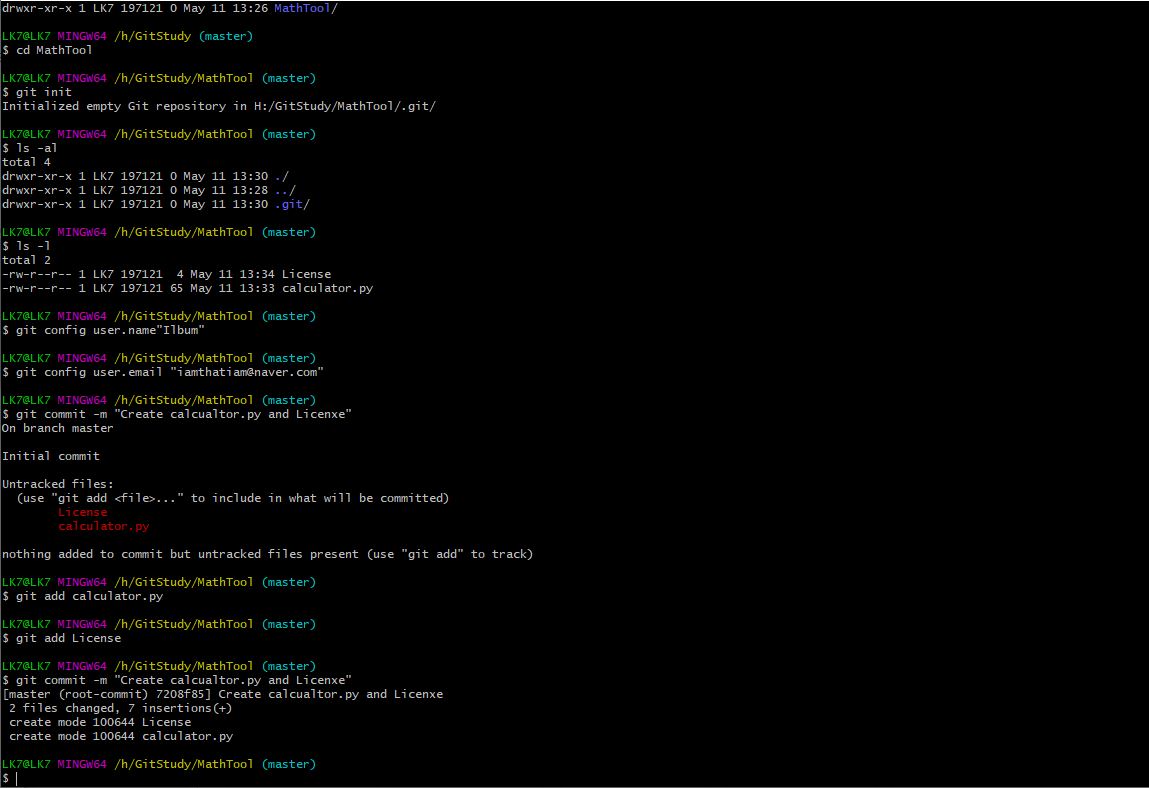 drwxr-xr-x 1 LK7 197121 0 May 11 13:26 MathTool/
LK7@LK7 MINGW64 /h/GitStudy (master)
$ cd MathTool
LK7@LK7 MINGW64 /h/GitStudy/MathTool (master)
$ git init
Initialized empty Git repository in H:/GitStudy/MathTool/.git/
LK7@LK7 MINGW64 /h/GitStudy/MathTool (master)
$ ls -al
total 4
drwxr-xr-x 1 LK7 197121 0 May 11 13:30 ./
drwxr-xr-x 1 LK7 197121 0 May 11 13:28 ../
drwxr-xr-x 1 LK7 197121 0 May 11 13:30 .git/
LK7@LK7 MINGW64 /h/GitStudy/MathTool (master)
$ ls -l
total 2
-rw-r--r-- 1 LK7 197121  4 May 11 13:34 License
-rw-r--r-- 1 LK7 197121 65 May 11 13:33 calculator.py
LK7@LK7 MINGW64 /h/GitStudy/MathTool (master)
$ git config user.name"Ilbum"
LK7@LK7 MINGW64 /h/GitStudy/MathTool (master)
$ git config user.email "iamthatiam@naver.com"
LK7@LK7 MINGW64 /h/GitStudy/MathTool (master)
$ git commit -m "Create calcualtor.py and Licenxe"
On branch master
Initial commit
Untracked files:
  (use "git add <file>..." to include in what will be committed)
        License
        calculator.py
nothing added to commit but untracked files present (use "git add" to track)
LK7@LK7 MINGW64 /h/GitStudy/MathTool (master)
$ git add calculator.py
LK7@LK7 MINGW64 /h/GitStudy/MathTool (master)
$ git add License
LK7@LK7 MINGW64 /h/GitStudy/MathTool (master)
$ git commit -m "Create calcualtor.py and Licenxe"
[master (root-commit) 7208f85] Create calcualtor.py and Licenxe
 2 files changed, 7 insertions(+)
 create mode 100644 License
 create mode 100644 calculator.py
LK7@LK7 MINGW64 /h/GitStudy/MathTool (master)
$